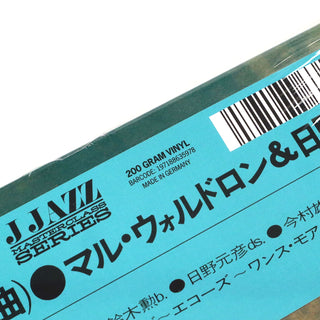 J JAZZ
MASTERCLASS
SERIES
200 GRAM VINYL
BARCODE: 197188635978
MADE IN GERMANY
曲)●マル・ウォルドロン&日
鈴木勲b.●日野元彦ds.●今村
〜エコーズ〜ワンス・モア